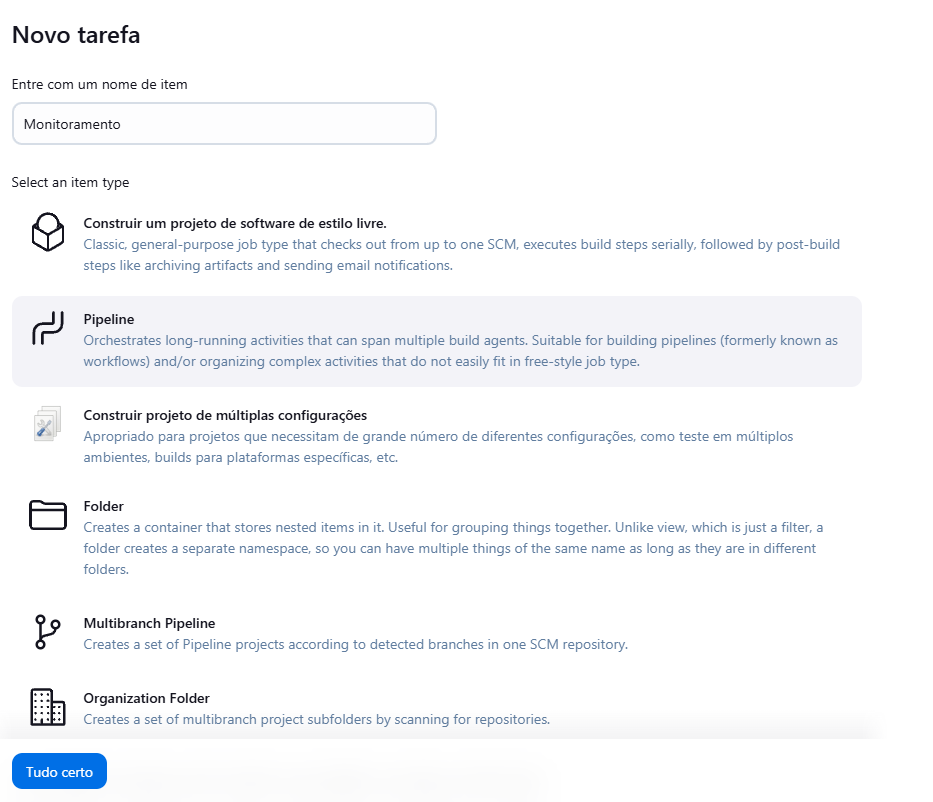 Novo tarefa
Entre com um nome de item
Monitoramento
Select an item type
Construir um projeto de software de estilo livre.
Classic, general-purpose job type that checks out from up to one SCM, executes build steps serially, followed by post-build
steps like archiving artifacts and sending email notifications.
Pipeline
Orchestrates long-running activities that can span multiple build agents. Suitable for building pipelines (formerly known as
workflows) and/or organizing complex activities that do not easily fit in free-style job type.
Construir projeto de múltiplas configurações
Apropriado para projetos que necessitam de grande número de diferentes configurações, como teste em múltiplos
ambientes, builds para plataformas específicas, etc.
Folder
Creates a container that stores nested items in it. Useful for grouping things together. Unlike view, which is just a filter, a
folder creates a separate namespace, so you can have multiple things of the same name as long as they are in different
folders.
Multibranch Pipeline
Creates a set of Pipeline projects according to detected branches in one SCM repository.
Organization Folder
Creates a set of multibranch project subfolders by scanning for repositories.
Tudo certo